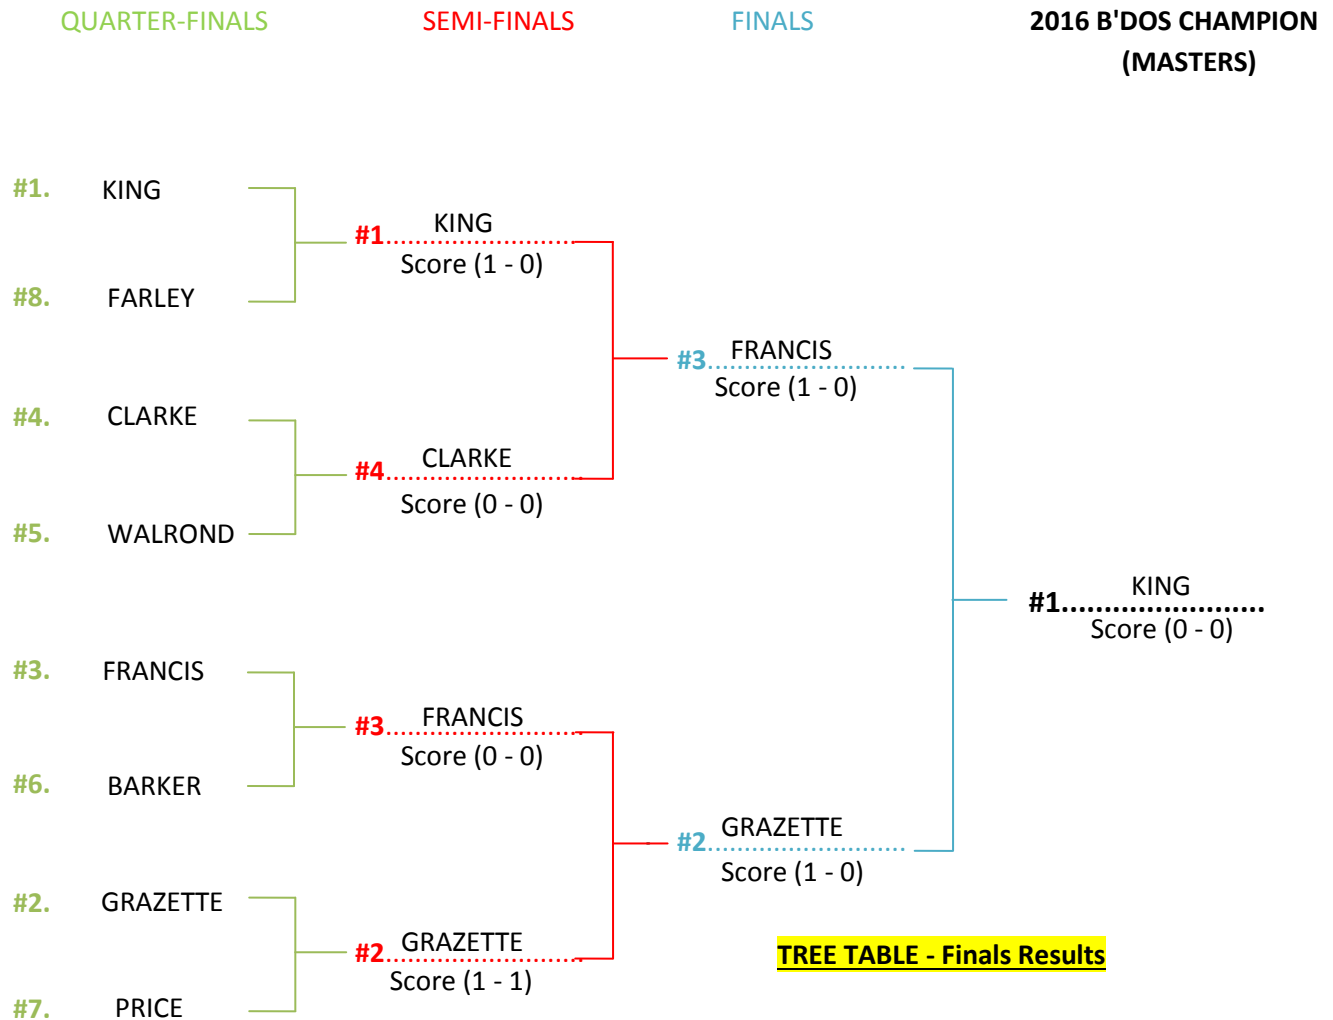 QUARTER-FINALS SEMI-FINALS FINALS 2016 B'DOS CHAMPION
(MASTERS)
#1. KING
#1 KING
Score (1 - 0)
#8. FARLEY
#3 FRANCIS
Score (1 - 0)
#4. CLARKE
#4 CLARKE
Score (0 - 0)
#5. WALROND
#1 KING
Score (0 - 0)
#3. FRANCIS
#3 FRANCIS
Score (0 - 0)
#6. BARKER
#2 GRAZETTE
Score (1 - 0)
#2. GRAZETTE
#2 GRAZETTE
Score (1 - 1)
TREE TABLE - Finals Results
#7. PRICE